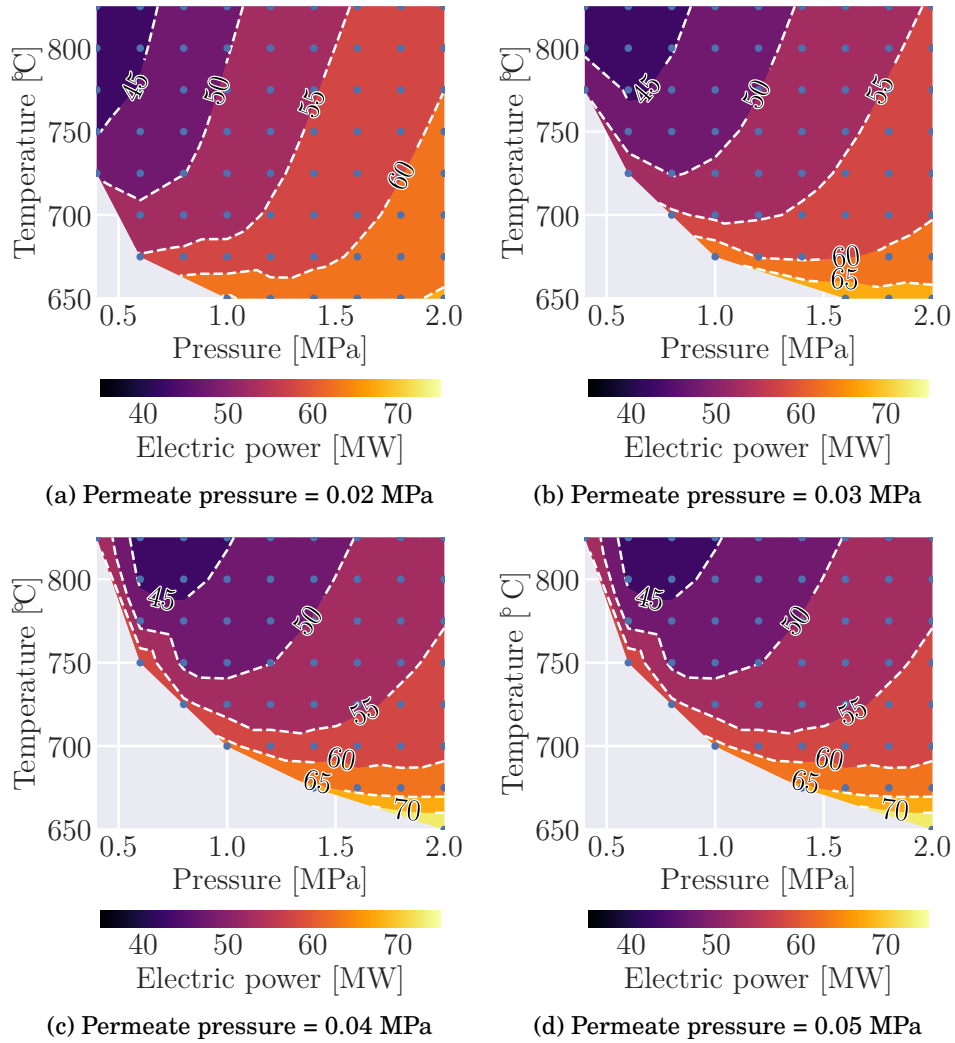 800
750
700
650
Temperature [°C]
45
50
55
60
0.5 1.0 1.5 2.0
Pressure [MPa]
40 50 60 70
Electric power [MW]
(a) Permeate pressure = 0.02 MPa
800
750
700
650
Temperature [°C]
45
50
55
60
65
0.5 1.0 1.5 2.0
Pressure [MPa]
40 50 60 70
Electric power [MW]
(b) Permeate pressure = 0.03 MPa
800
750
700
650
Temperature [°C]
45
50
55
60
65
70
0.5 1.0 1.5 2.0
Pressure [MPa]
40 50 60 70
Electric power [MW]
(c) Permeate pressure = 0.04 MPa
800
750
700
650
Temperature [° C]
45
50
55
60
65
70
0.5 1.0 1.5 2.0
Pressure [MPa]
40 50 60 70
Electric power [MW]
(d) Permeate pressure = 0.05 MPa